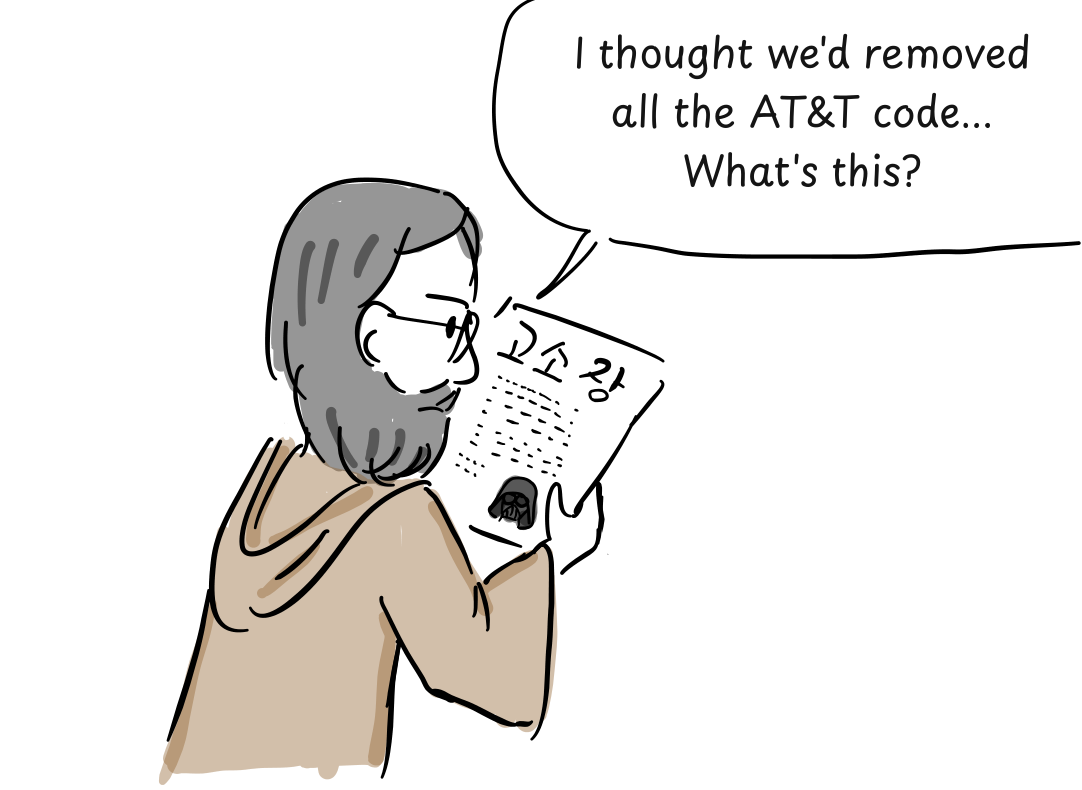 I thought we'd removed
all the AT&T code...
What's this?
고소장